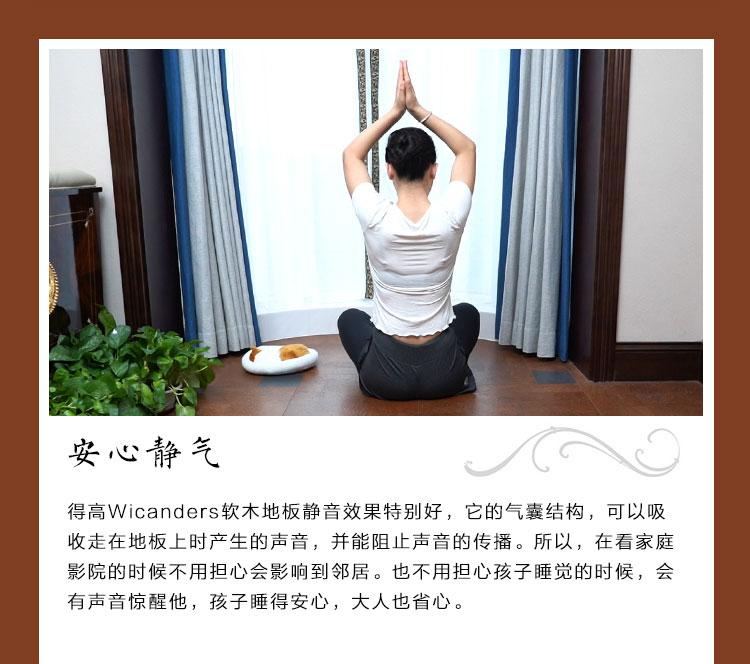 安心静气
得高Wicanders软木地板静音效果特别好，它的气囊结构，可以吸
收走在地板上时产生的声音，并能阻止声音的传播。所以，在看家庭
影院的时候不用担心会影响到邻居。也不用担心孩子睡觉的时候，会
有声音惊醒他，孩子睡得安心，大人也省心。